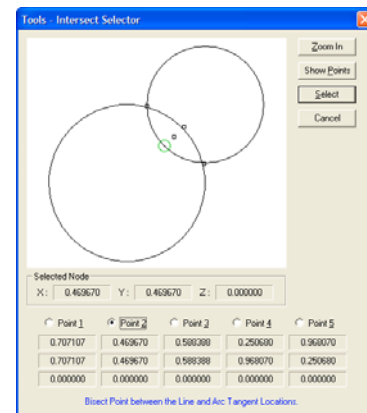 Tools - Intersect Selector
Zoom In
Show Points
Select
Cancel
Selected Node
X: 0.469670 Y: 0.469670 Z: 0.000000
Point 1 Point 2 Point 3 Point 4 Point 5
0.707107 0.469670 0.588388 0.250680 0.968070
0.707107 0.469670 0.588388 0.968070 0.250680
0.000000 0.000000 0.000000 0.000000 0.000000
Bisect Point between the Line and Arc Tangent Locations.